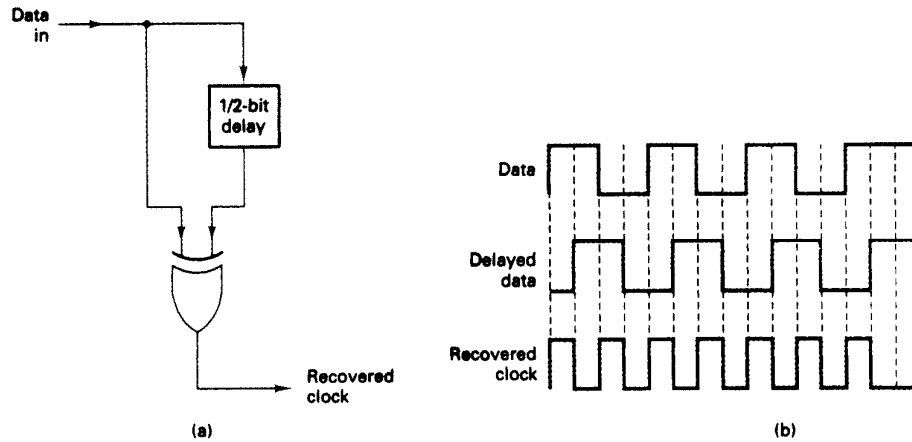 Data
in
1/2-bit
delay
Recovered
clock
(a)
Data
Delayed
data
Recovered
clock
(b)